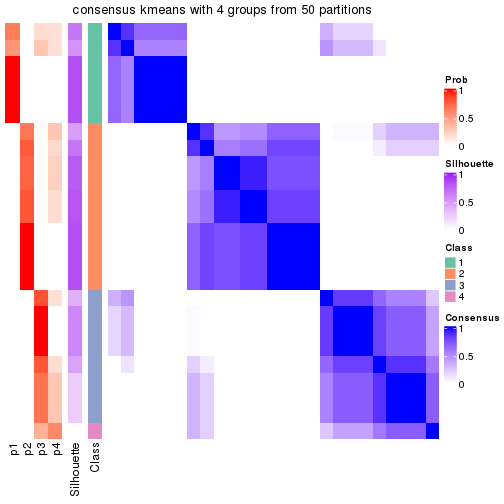 consensus kmeans with 4 groups from 50 partitions
Prob
1
0.5
0
Silhouette
1
0.5
0
Class
1
2
3
4
Consensus
1
0.5
0
p1
p2
p3
p4
Silhouette
Class